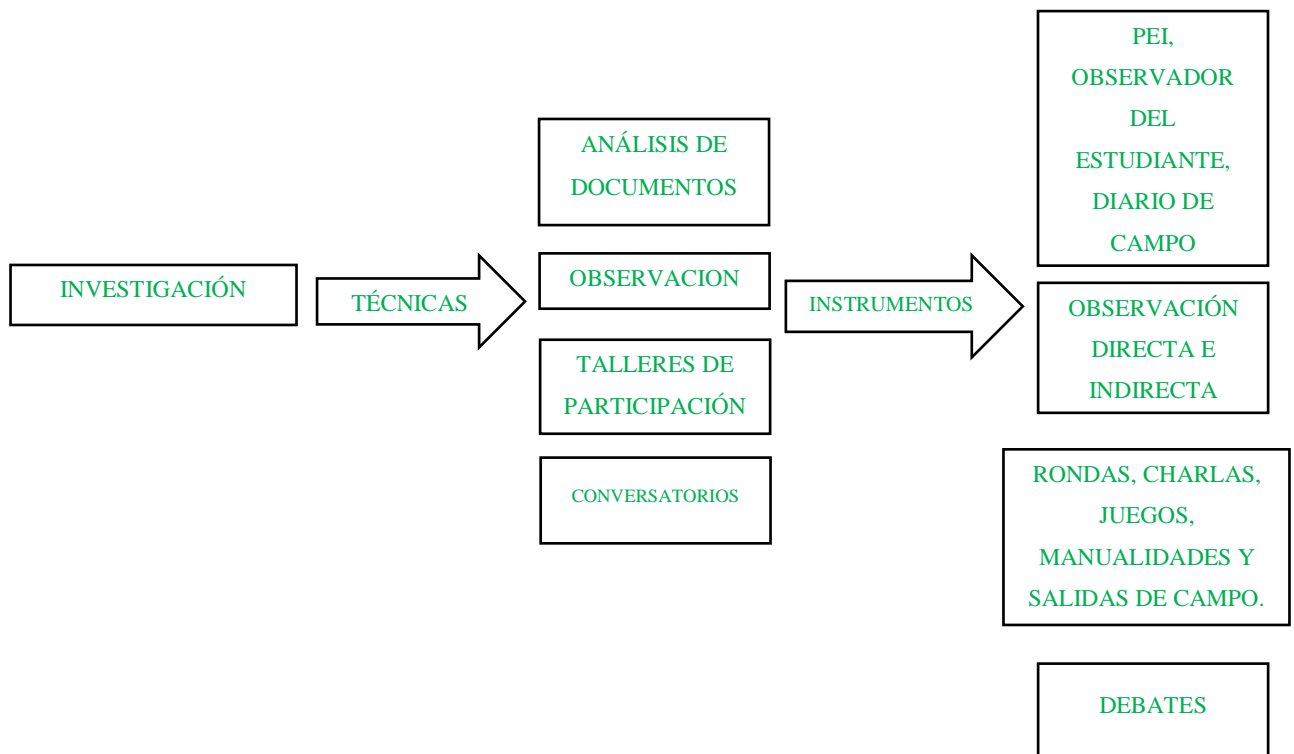 INVESTIGACIÓN
TÉCNICAS
ANÁLISIS DE
DOCUMENTOS
OBSERVACION
TALLERES DE
PARTICIPACIÓN
CONVERSATORIOS
INSTRUMENTOS
PEI,
OBSERVADOR
DEL
ESTUDIANTE,
DIARIO DE
CAMPO
OBSERVACIÓN
DIRECTA E
INDIRECTA
RONDAS, CHARLAS,
JUEGOS,
MANUALIDADES Y
SALIDAS DE CAMPO.
DEBATES